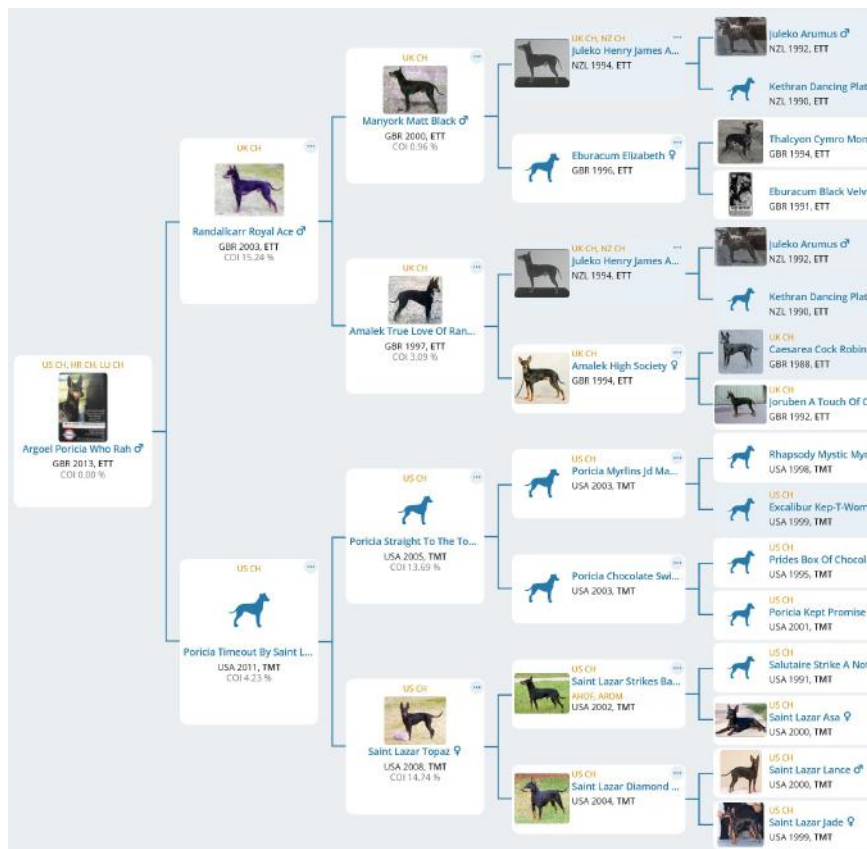 US CH, HR CH, LU CH
Argoel Poricia Who Rah ♂
GBR 2013, ETT
COI 0.00 %
UK CH
Randallcarr Royal Ace ♂
GBR 2003, ETT
COI 15.24 %
US CH
Poricia Timeout By Saint L...
USA 2011, TMT
COI 4.23 %
UK CH
Manyork Matt Black ♂
GBR 2000, ETT
COI 0.96 %
UK CH
Amalek True Love Of Ran...
GBR 1997, ETT
COI 3.09 %
US CH
Poricia Straight To The To...
USA 2005, TMT
COI 13.69 %
US CH
Saint Lazar Topaz ♀
USA 2008, TMT
COI 14.74 %
UK CH, NZ CH
Juleko Henry James A...
NZL 1994, ETT
Eburacum Elizabeth ♀
GBR 1996, ETT
UK CH, NZ CH
Juleko Henry James A...
NZL 1994, ETT
UK CH
Amalek High Society ♀
GBR 1994, ETT
US CH
Poricia Myrlins Jd Ma...
USA 2003, TMT
Poricia Chocolate Swi...
USA 2003, TMT
US CH
Saint Lazar Strikes Ba...
AHOF, AROM
USA 2002, TMT
US CH
Saint Lazar Diamond ...
USA 2004, TMT
Juleko Arumus ♂
NZL 1992, ETT
Kethran Dancing Plat
NZL 1990, ETT
Thalcyon Cymro Mon
GBR 1994, ETT
Eburacum Black Velv
GBR 1991, ETT
Juleko Arumus ♂
NZL 1992, ETT
Kethran Dancing Plat
NZL 1990, ETT
UK CH
Caesarea Cock Robin
GBR 1988, ETT
UK CH
Joruben A Touch Of
GBR 1992, ETT
Rhapsody Mystic Myr
USA 1998, TMT
US CH
Excalibur Kep-T-Wom
USA 1999, TMT
US CH
Prides Box Of Chocol
USA 1995, TMT
US CH
Poricia Kept Promise
USA 2001, TMT
US CH
Salutaire Strike A Not
USA 1991, TMT
US CH
Saint Lazar Asa ♀
USA 2000, TMT
US CH
Saint Lazar Lance ♂
USA 2000, TMT
US CH
Saint Lazar Jade ♀
USA 1999, TMT